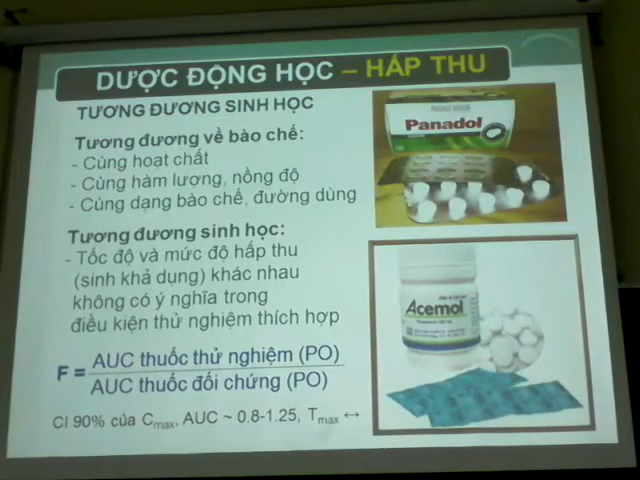 DƯỢC ĐỘNG HỌC – HẤP THU
TƯƠNG ĐƯƠNG SINH HỌC
Tương đương về bào chế:
- Cùng hoạt chất
- Cùng hàm lượng, nồng độ
- Cùng dạng bào chế, đường dùng
Tương đương sinh học:
- Tốc độ và mức độ hấp thu
(sinh khả dụng) khác nhau
không có ý nghĩa trong
điều kiện thử nghiệm thích hợp
F = AUC thuốc thử nghiệm (PO)
AUC thuốc đối chứng (PO)
CI 90% của Cmax, AUC ~ 0.8-1.25, Tmax ↔
Panadol
Acemol